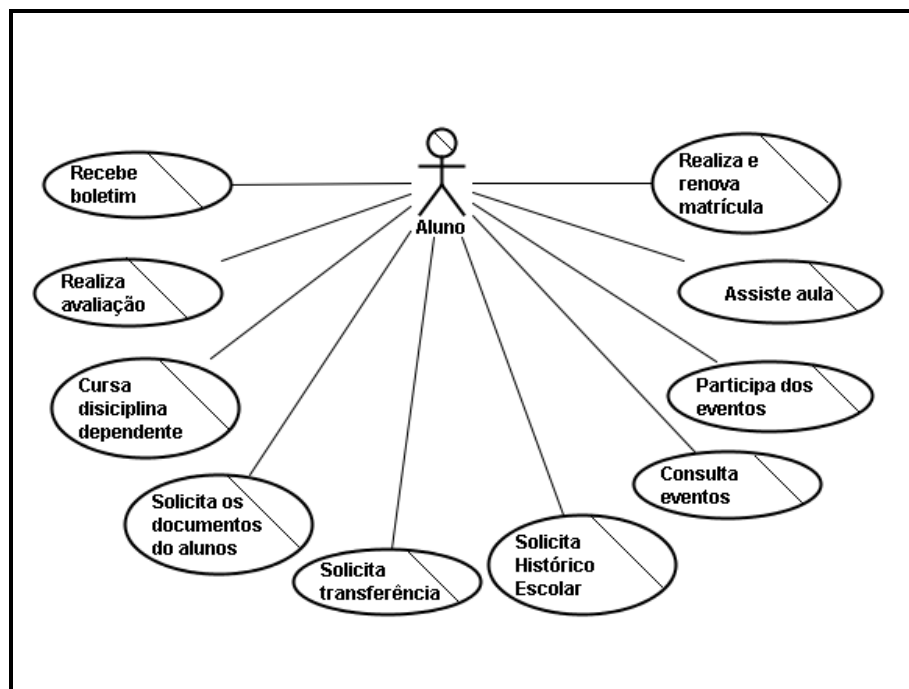 Recebe
boletim
Aluno
Realiza e
renova
matrícula
Realiza
avaliação
Assiste aula
Cursa
disiciplina
dependente
Participa dos
eventos
Solicita os
documentos
do alunos
Consulta
eventos
Solicita
transferência
Solicita
Histórico
Escolar